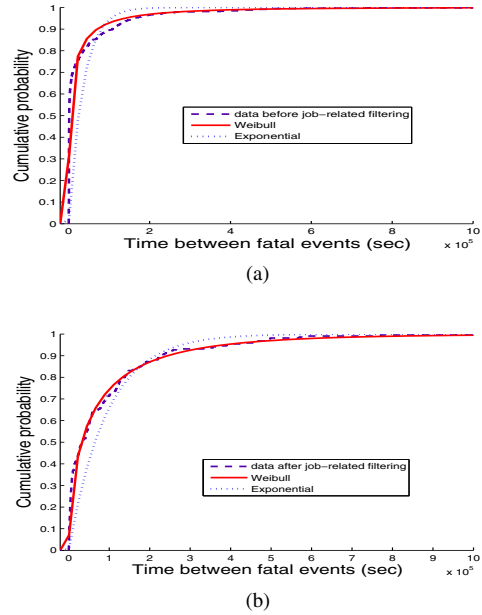 1
0.9
0.8
0.7
0.6
0.5
0.4
0.3
0.2
0.1
0
Cumulative probability
data before job−related filtering
Weibull
Exponential
0 2 4 6 8 10
Time between fatal events (sec)
x 10^5
(a)
1
0.9
0.8
0.7
0.6
0.5
0.4
0.3
0.2
0.1
0
Cumulative probability
data after job−related filtering
Weibull
Exponential
0 1 2 3 4 5 6 7 8 9 10
Time between fatal events (sec)
x 10^5
(b)